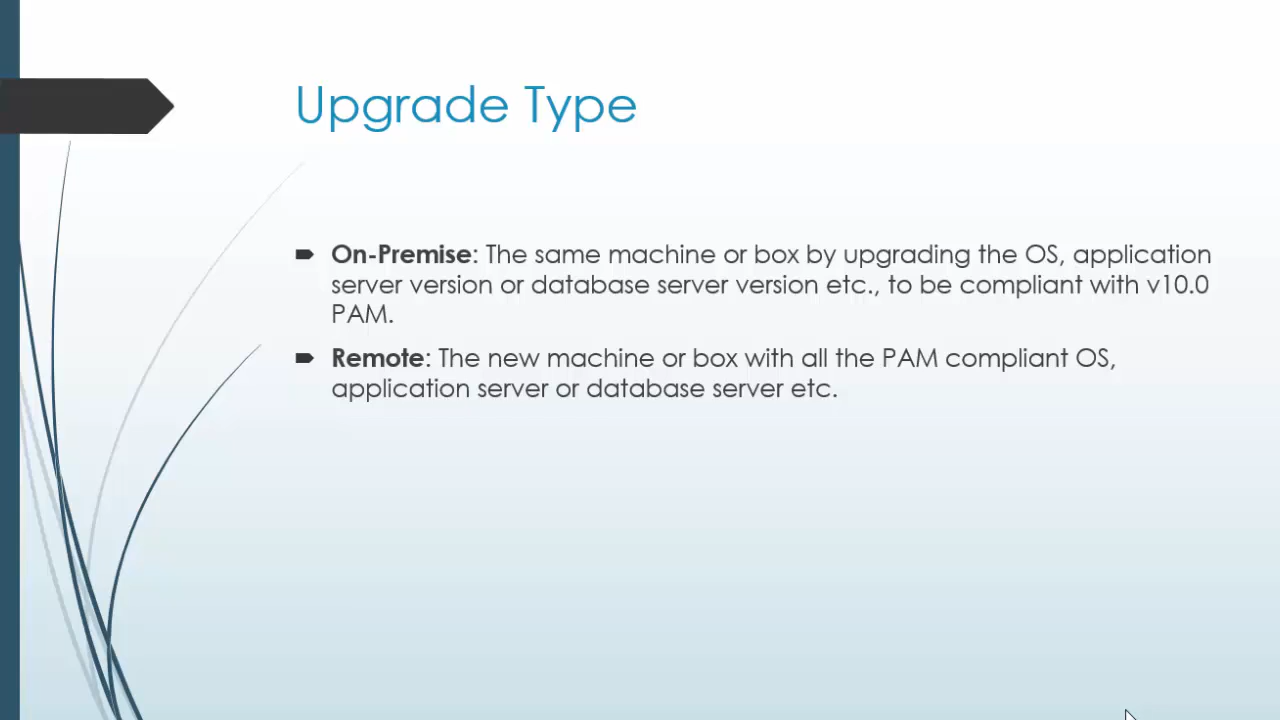 Upgrade Type
On-Premise: The same machine or box by upgrading the OS, application
server version or database server version etc., to be compliant with v10.0
PAM.
Remote: The new machine or box with all the PAM compliant OS,
application server or database server etc.